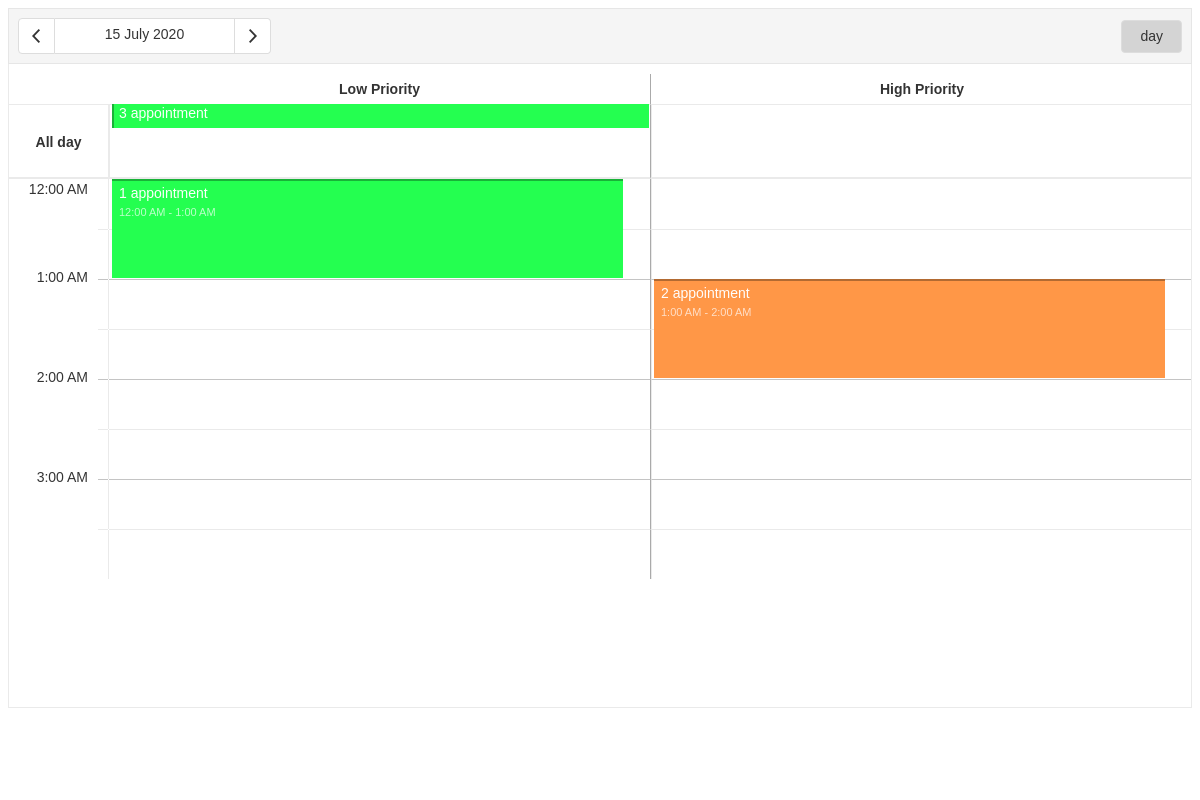 15 July 2020
day
Low Priority
High Priority
All day
3 appointment
12:00 AM
1 appointment
12:00 AM - 1:00 AM
1:00 AM
2 appointment
1:00 AM - 2:00 AM
2:00 AM
3:00 AM